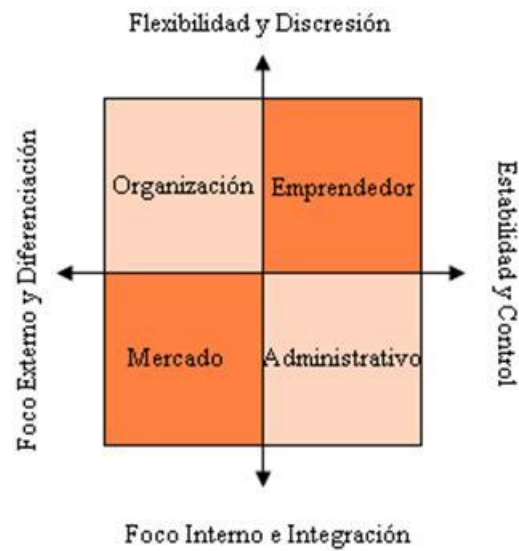 Flexibilidad y Discresión
Foco Externo y Diferenciación
Organización
Emprendedor
Estabilidad y Control
Mercado
Administrativo
Foco Interno e Integración